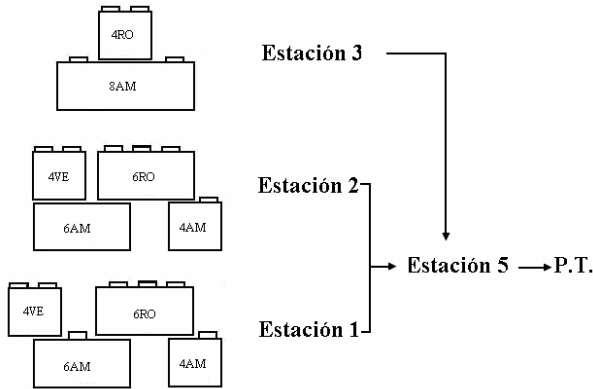 4RO
Estación 3
8AM
4VE 6RO
Estación 2
6AM 4AM
Estación 5 P.T.
4VE 6RO
Estación 1
6AM 4AM